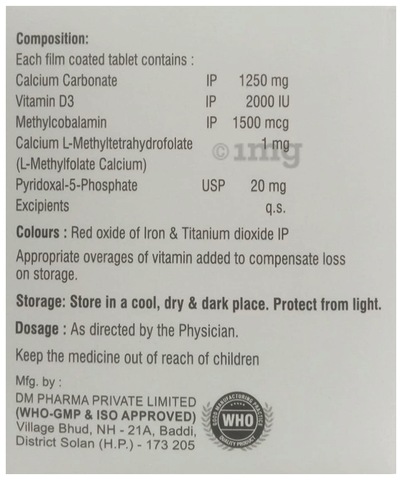 Composition:
Each film coated tablet contains :
Calcium Carbonate IP 1250 mg
Vitamin D3 IP 2000 IU
Methylcobalamin IP 1500 mcg
Calcium L-Methyltetrahydrofolate 1 mg
© 1mg
(L-Methylfolate Calcium)
Pyridoxal-5-Phosphate USP 20 mg
Excipients q.s.
Colours : Red oxide of Iron & Titanium dioxide IP
Appropriate overages of vitamin added to compensate loss
on storage.
Storage: Store in a cool, dry & dark place. Protect from light.
Dosage : As directed by the Physician.
Keep the medicine out of reach of children
Mfg. by :
DM PHARMA PRIVATE LIMITED
(WHO-GMP & ISO APPROVED)
Village Bhud, NH - 21A, Baddi,
District Solan (H.P.) - 173 205
GOOD MANUFACTURING PRACTICE
WHO
QUALITY PRODUCT